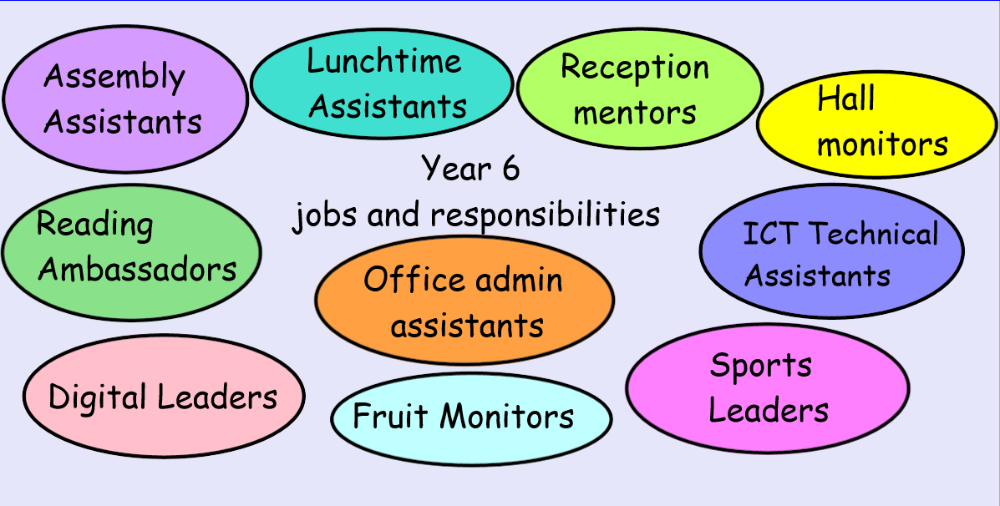 Assembly
Assistants
Lunchtime
Assistants
Reception
mentors
Hall
monitors
Year 6
jobs and responsibilities
Reading
Ambassadors
Office admin
assistants
ICT Technical
Assistants
Digital Leaders
Fruit Monitors
Sports
Leaders